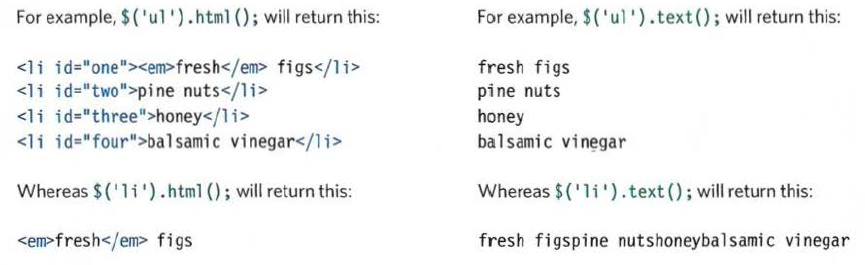 For example, $('ul').html(); will return this:
<li id="one"><em>fresh</em> figs</li>
<li id="two">pine nuts</li>
<li id="three">honey</li>
<li id="four">balsamic vinegar</li>
Whereas $('li').html(); will return this:
<em>fresh</em> figs
For example, $('ul').text(); will return this:
fresh figs
pine nuts
honey
balsamic vinegar
Whereas $('li').text(); will return this:
fresh figspine nutshoneybalsamic vinegar